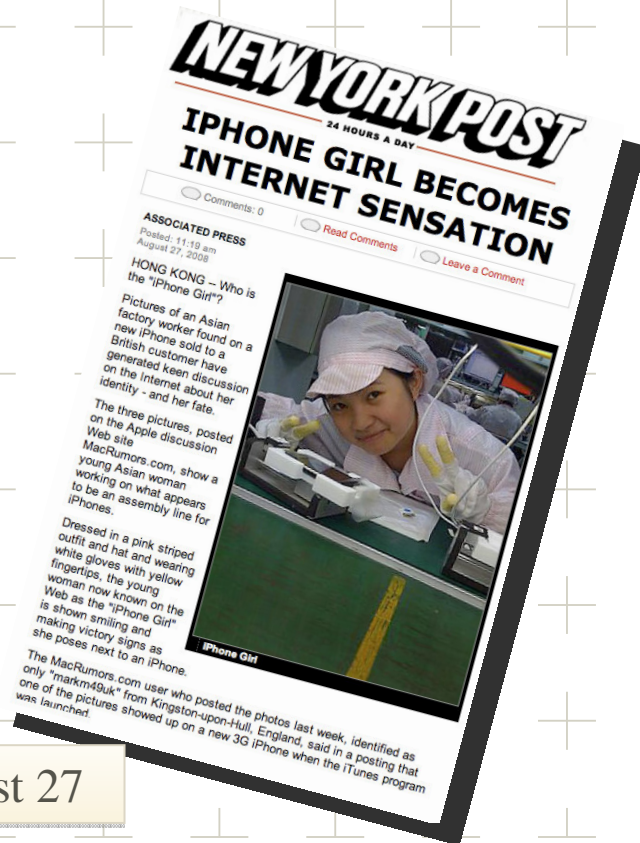 NEW YORK POST
24 HOURS A DAY
IPHONE GIRL BECOMES
INTERNET SENSATION
Comments: 0
Read Comments
Leave a Comment
ASSOCIATED PRESS
Posted: 11:19 am
August 27, 2008
HONG KONG -- Who is
the "iPhone Girl"?
Pictures of an Asian
factory worker found on a
new iPhone sold to a
British customer have
generated keen discussion
on the Internet about her
identity - and her fate.
The three pictures, posted
on the Apple discussion
Web site
MacRumors.com, show a
young Asian woman
working on what appears
to be an assembly line for
iPhones.
Dressed in a pink striped
outfit and hat and wearing
white gloves with yellow
fingertips, the young
woman now known on the
Web as the "iPhone Girl"
is shown smiling and
making victory signs as
she poses next to an iPhone.
iPhone Girl
The MacRumors.com user who posted the photos last week, identified as
only "markm49uk" from Kingston-upon-Hull, England, said in a posting that
one of the pictures showed up on a new 3G iPhone when the iTunes program
was launched.
st 27